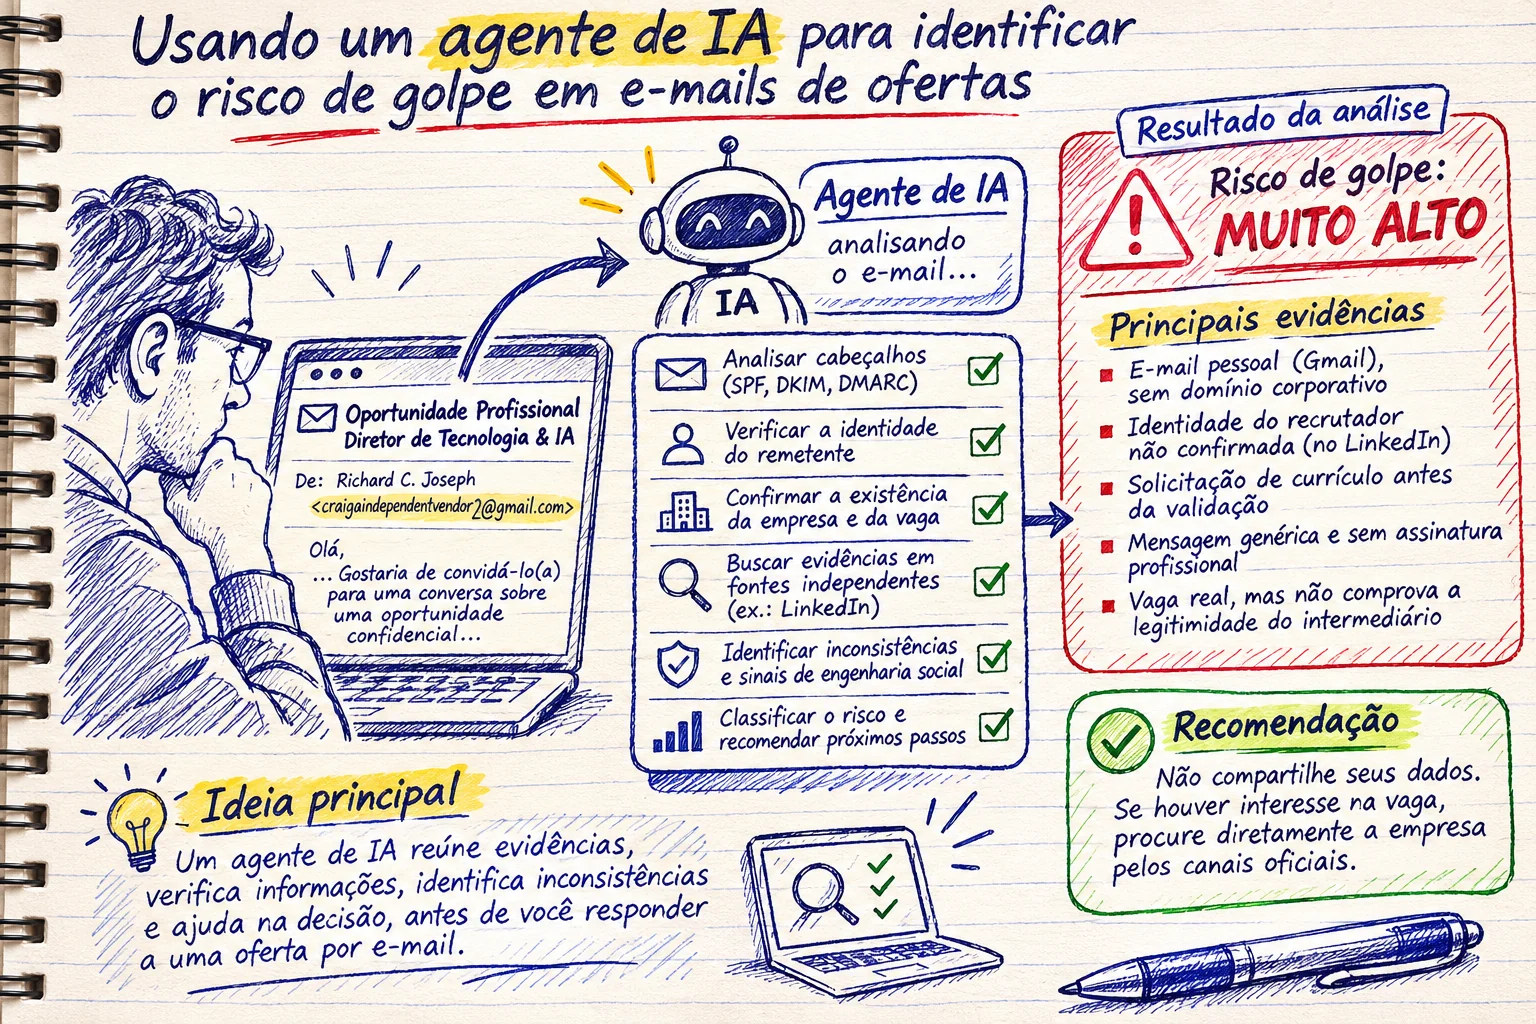 Usando um agente de IA para identificar
o risco de golpe em e-mails de ofertas
Oportunidade Profissional
Diretor de Tecnologia & IA
De: Richard C. Joseph
<craigaindependentvendor2@gmail.com>
Olá,
... Gostaria de convidá-lo(a)
para uma conversa sobre
uma oportunidade
confidencial...
IA
Agente de IA
analisando
o e-mail...
Analisar cabeçalhos
(SPF, DKIM, DMARC)
Verificar a identidade
do remetente
Confirmar a existência
da empresa e da vaga
Buscar evidências em
fontes independentes
(ex.: LinkedIn)
Identificar inconsistências
e sinais de engenharia social
Classificar o risco e
recomendar próximos passos
Resultado da análise
Risco de golpe:
MUITO ALTO
Principais evidências
E-mail pessoal (Gmail),
sem domínio corporativo
Identidade do recrutador
não confirmada (no LinkedIn)
Solicitação de currículo antes
da validação
Mensagem genérica e sem assinatura
profissional
Vaga real, mas não comprova a
legitimidade do intermediário
Recomendação
Não compartilhe seus dados.
Se houver interesse na vaga,
procure diretamente a empresa
pelos canais oficiais.
Ideia principal
Um agente de IA reúne evidências,
verifica informações, identifica inconsistências
e ajuda na decisão, antes de você responder
a uma oferta por e-mail.